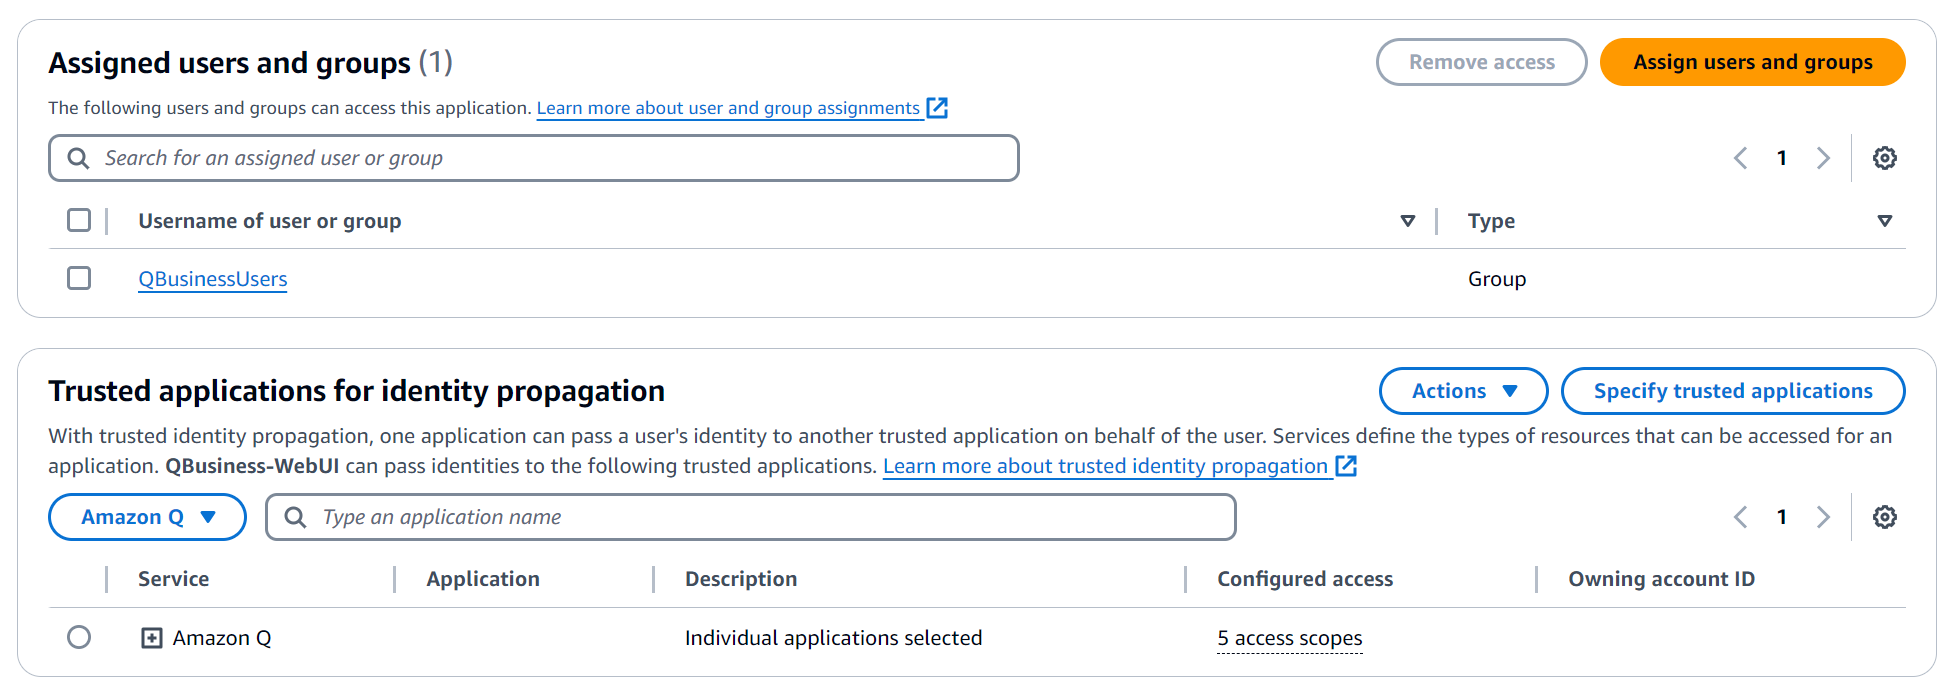 Assigned users and groups (1)
Remove access
Assign users and groups
The following users and groups can access this application. Learn more about user and group assignments
Search for an assigned user or group
1
Username of user or group
Type
QBusinessUsers
Group
Trusted applications for identity propagation
Actions
Specify trusted applications
With trusted identity propagation, one application can pass a user's identity to another trusted application on behalf of the user. Services define the types of resources that can be accessed for an
application. QBusiness-WebUI can pass identities to the following trusted applications. Learn more about trusted identity propagation
Amazon Q
Type an application name
1
Service
Application
Description
Configured access
Owning account ID
Amazon Q
Individual applications selected
5 access scopes